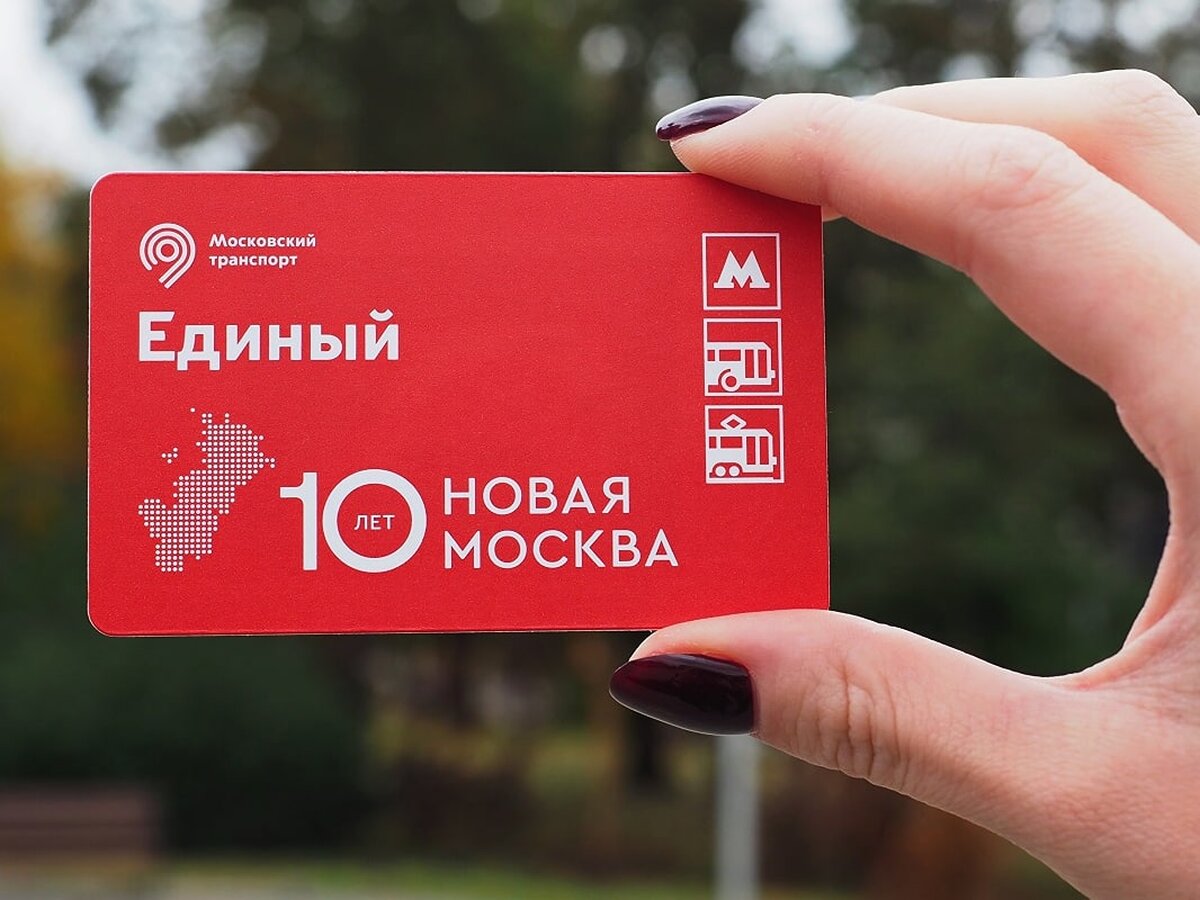 Московский
транспорт
М
Единый
10 ЛЕТ
НОВАЯ
МОСКВА